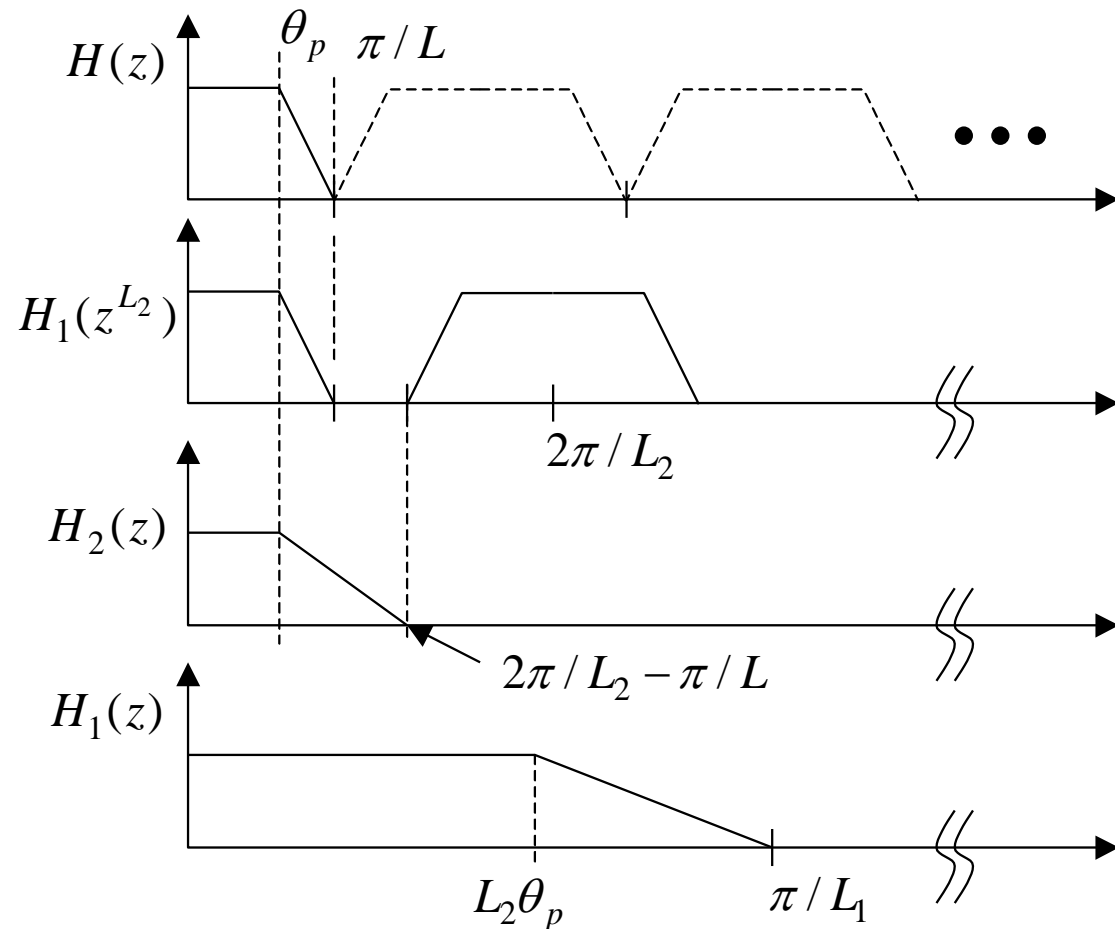 θ_p π / L
H(z)
H_1(z^{L_2})
2π / L_2
H_2(z)
2π / L_2 − π / L
H_1(z)
L_2θ_p π / L_1